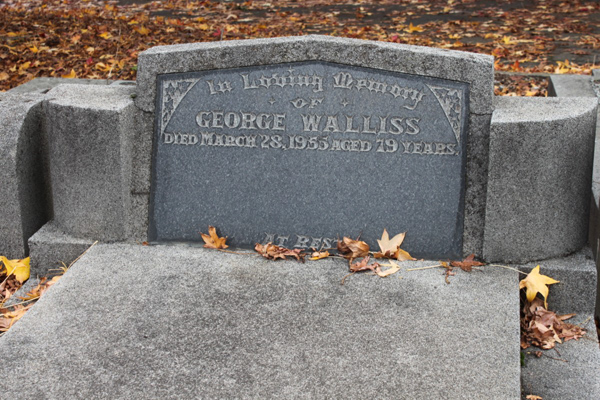 In Loving Memory
OF
GEORGE WALLISS
DIED MARCH 28, 1955 AGED 79 YEARS.
AT REST